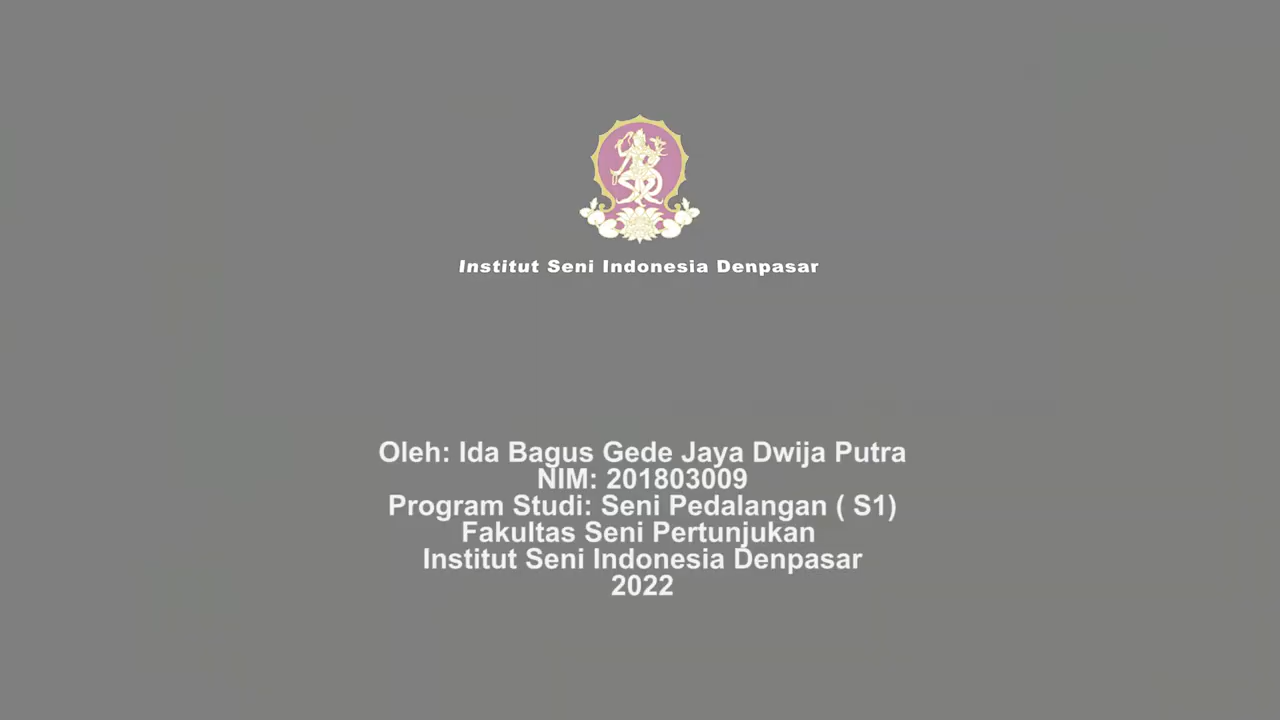 Institut Seni Indonesia Denpasar
Oleh: Ida Bagus Gede Jaya Dwija Putra
NIM: 201803009
Program Studi: Seni Pedalangan ( S1)
Fakultas Seni Pertunjukan
Institut Seni Indonesia Denpasar
2022